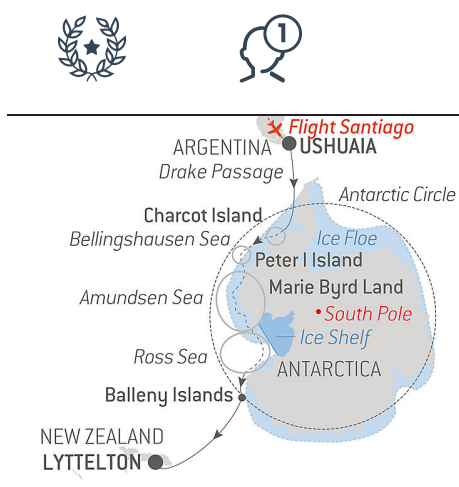 1
Flight Santiago
ARGENTINA USHUAIA
Drake Passage
Antarctic Circle
Charcot Island
Bellingshausen Sea
Ice Floe
Peter I Island
Marie Byrd Land
Amundsen Sea
South Pole
Ice Shelf
Ross Sea
ANTARCTICA
Balleny Islands
NEW ZEALAND
LYTTELTON